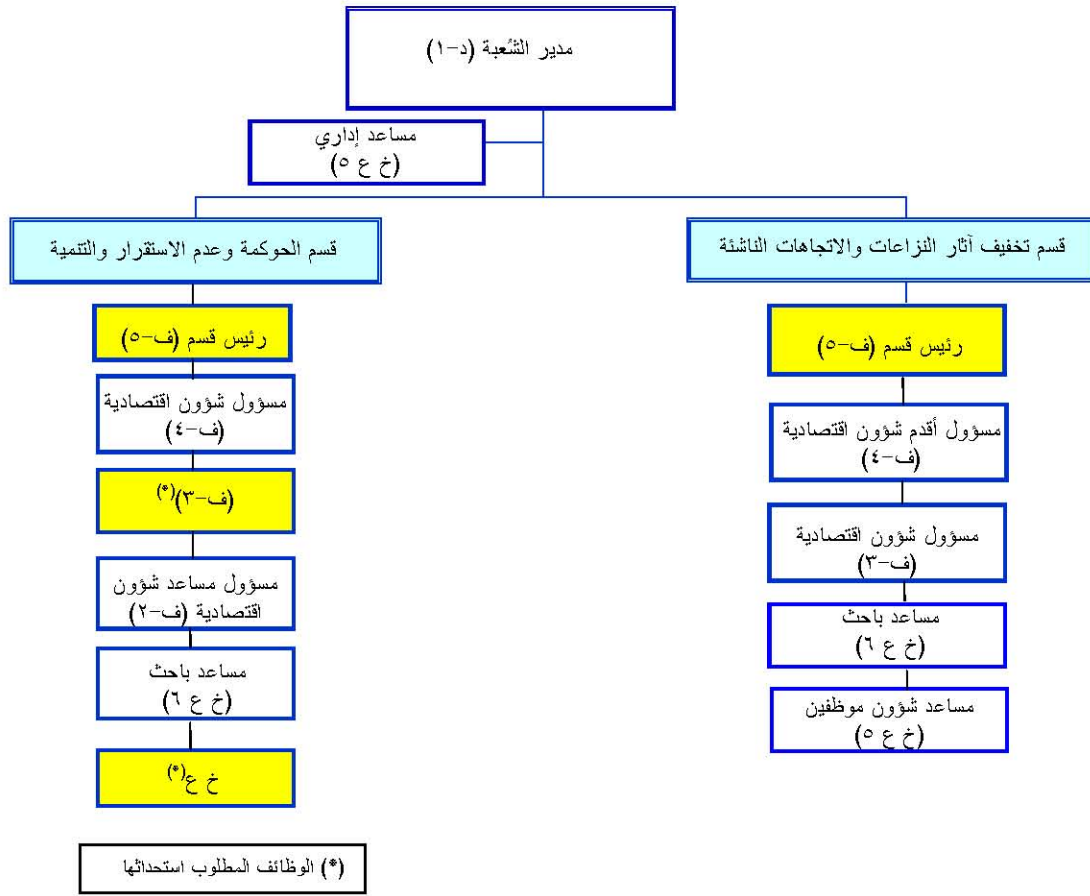 مدير الشُعبة (د-١)
مساعد إداري
(خ ع ٥)
قسم تخفيف آثار النزاعات والاتجاهات الناشئة
رئيس قسم (ف-٥)
مسؤول أقدم شؤون اقتصادية
(ف-٤)
مسؤول شؤون اقتصادية
(ف-٣)
مساعد باحث
(خ ع ٦)
مساعد شؤون موظفين
(خ ع ٥)
قسم الحوكمة وعدم الاستقرار والتنمية
رئيس قسم (ف-٥)
مسؤول شؤون اقتصادية
(ف-٤)
(ف-٣)(*)
مسؤول مساعد شؤون
اقتصادية (ف-٢)
مساعد باحث
(خ ع ٦)
خ ع(*)
(*) الوظائف المطلوب استحداثها